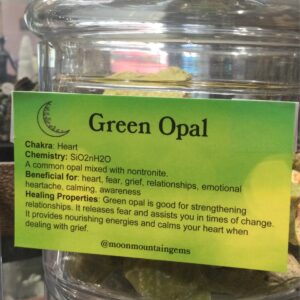 Green Opal
Chakra: Heart
Chemistry: SiO2nH2O
A common opal mixed with nontronite.
Beneficial for: heart, fear, grief, relationships, emotional
heartache, calming, awareness
Healing Properties: Green opal is good for strengthening
relationships. It releases fear and assists you in times of change.
It provides nourishing energies and calms your heart when
dealing with grief.
@moonmountaingems